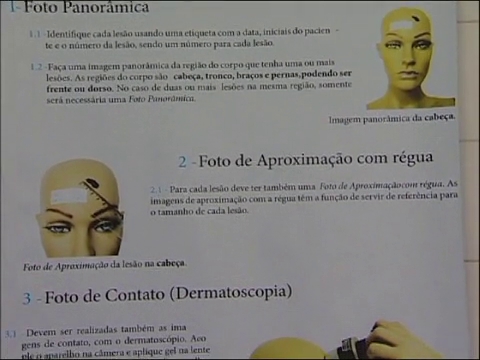 1-Foto Panorâmica
1.1 - Identifique cada lesão usando uma etiqueta com a data, iniciais do pacien -
te e o número da lesão, sendo um número para cada lesão.
1.2 - Faça uma imagem panorâmica da região do corpo que tenha uma ou mais
lesões. As regiões do corpo são cabeça, tronco, braços e pernas,podendo ser
frente ou dorso. No caso de duas ou mais lesões na mesma região, somente
será necessária uma Foto Panorâmica.
Imagem panorâmica da cabeça.
2 -Foto de Aproximação com régua
2.1 - Para cada lesão deve ter também uma Foto de Aproximaçãocom régua. As
imagens de aproximação com a régua têm a função de servir de referência para
o tamanho de cada lesão.
Foto de Aproximação da lesão na cabeça.
3 -Foto de Contato (Dermatoscopia)
3.1 - Devem ser realizadas também as ima
gens de contato, com o dermatoscópio. Aco
ple o aparelho na câmera e aplique gel na lente